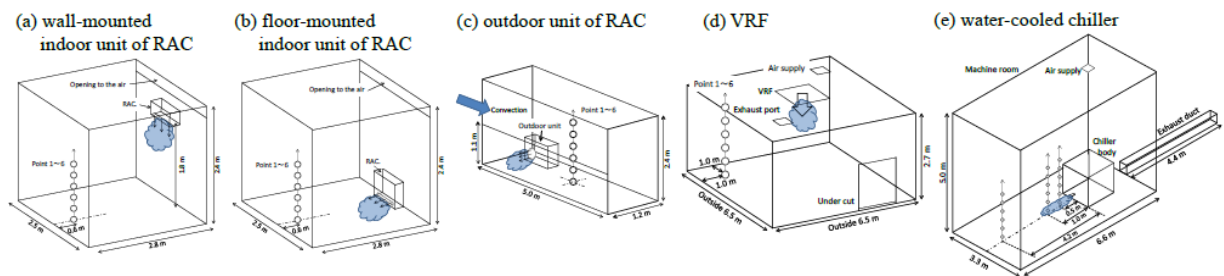 (a) wall-mounted
indoor unit of RAC
Opening to the air
RAC.
Point 1~6
1.8 m
2.4 m
2.5 m
0.6 m
2.8 m
(b) floor-mounted
indoor unit of RAC
Opening to the air
Point 1~6
RAC.
2.4 m
2.5 m
0.6 m
2.8 m
(c) outdoor unit of RAC
Convection
Point 1~6
Outdoor unit
1.1 m
2.4 m
5.0 m
1.2 m
(d) VRF
Air supply
Point 1~6
VRF
Exhaust port
2.7 m
1.0 m
1.0 m
Under cut
Outside 6.5 m
Outside 6.5 m
(e) water-cooled chiller
Machine room
Air supply
Exhaust duct
Chiller
body
4.4 m
5.0 m
0.5 m
1.0 m
3.3 m
6.6 m